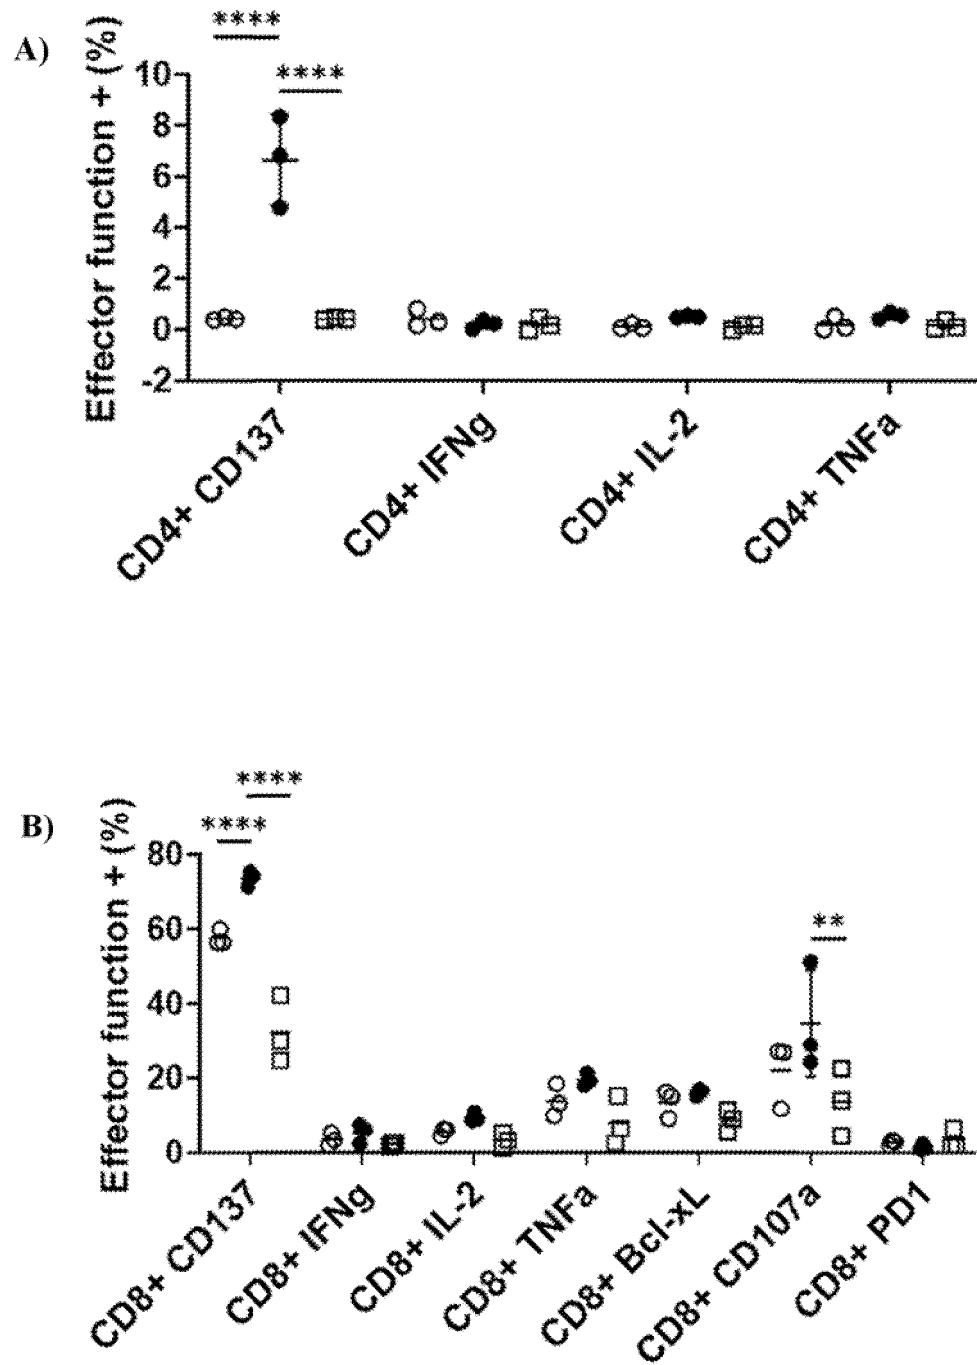 A)
Effector function + (%)
****
****
10
8
6
4
2
0
-2
CD4+ CD137
CD4+ IFNg
CD4+ IL-2
CD4+ TNFa
B)
Effector function + (%)
****
****
**
80
60
40
20
0
CD8+ CD137
CD8+ IFNg
CD8+ IL-2
CD8+ TNFa
CD8+ Bcl-xL
CD8+ CD107a
CD8+ PD1